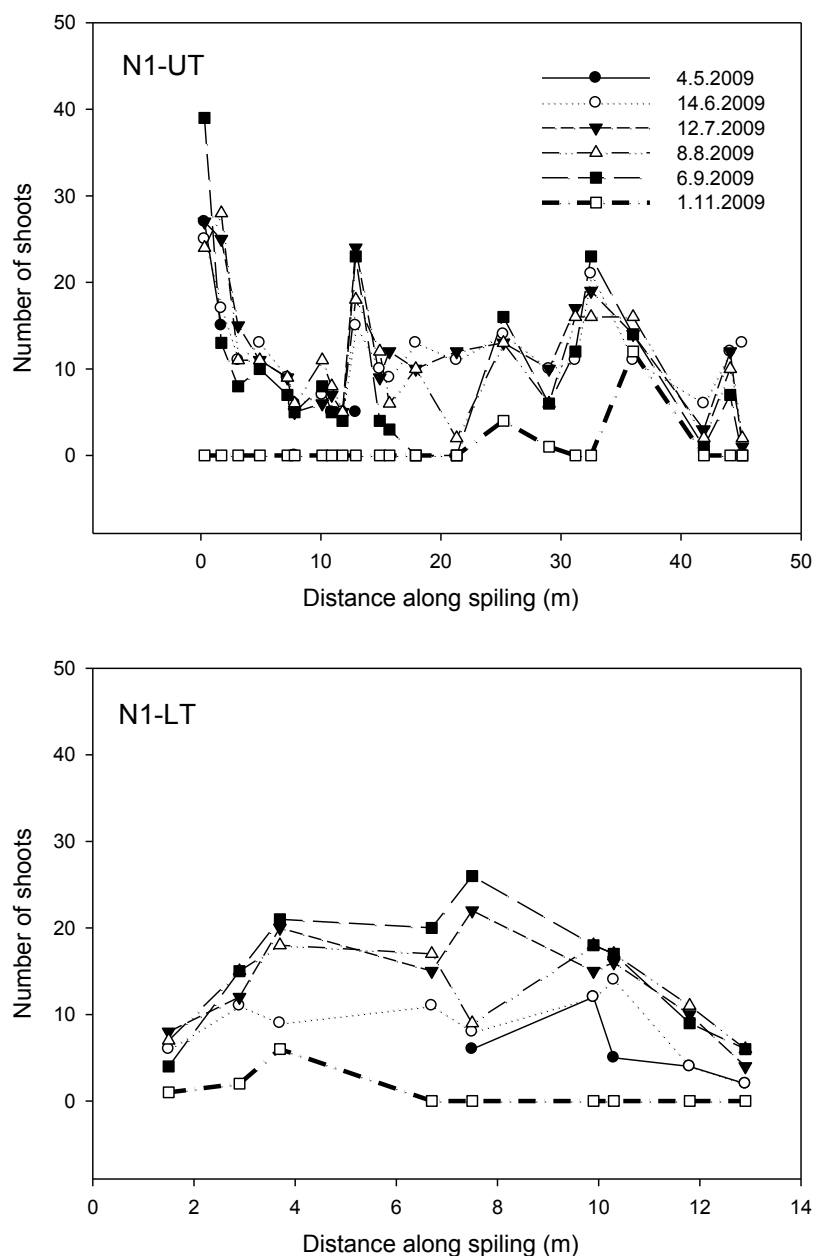 N1-UT
4.5.2009
14.6.2009
12.7.2009
8.8.2009
6.9.2009
1.11.2009
Number of shoots
50
40
30
20
10
0
0 10 20 30 40 50
Distance along spiling (m)
N1-LT
Number of shoots
50
40
30
20
10
0
0 2 4 6 8 10 12 14
Distance along spiling (m)